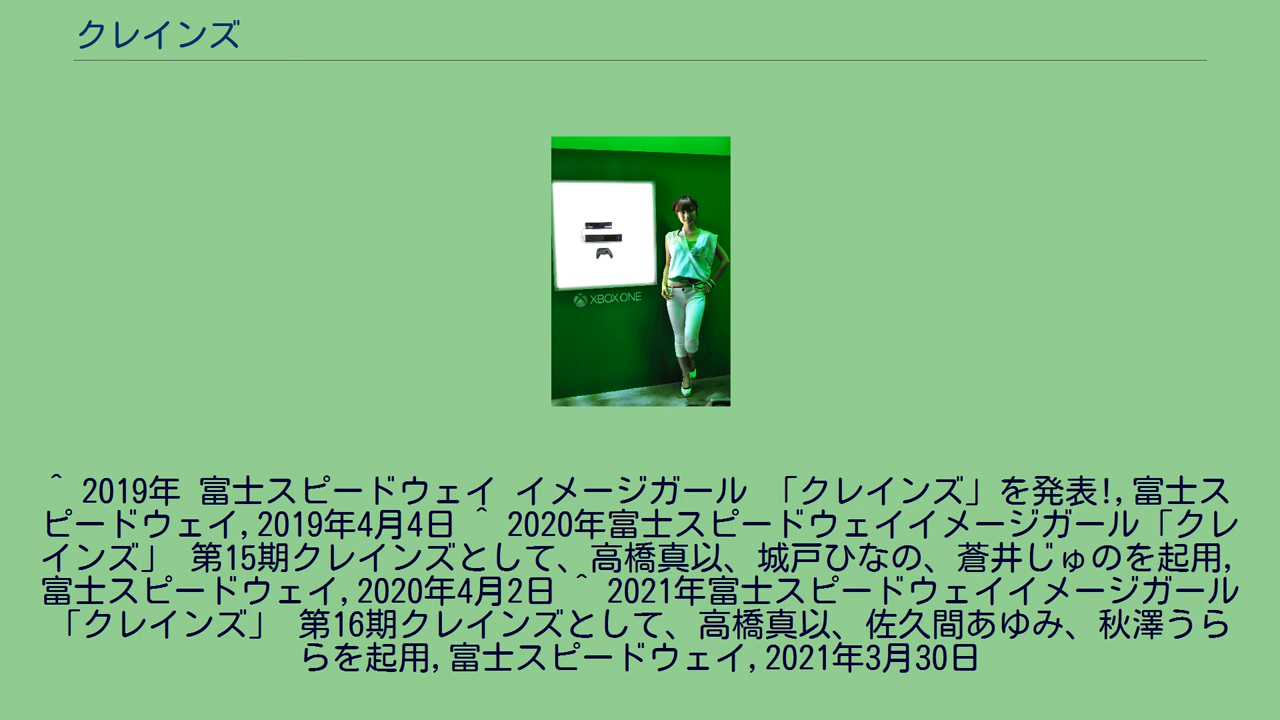 クレインズ
XBOX ONE
^ 2019年 富士スピードウェイ イメージガール 「クレインズ」を発表!, 富士ス
ピードウェイ, 2019年4月4日 ^ 2020年富士スピードウェイイメージガール「クレ
インズ」 第15期クレインズとして、高橋真以、城戸ひなの、蒼井じゅのを起用,
富士スピードウェイ, 2020年4月2日 ^ 2021年富士スピードウェイイメージガール
「クレインズ」 第16期クレインズとして、高橋真以、佐久間あゆみ、秋澤うら
らを起用, 富士スピードウェイ, 2021年3月30日